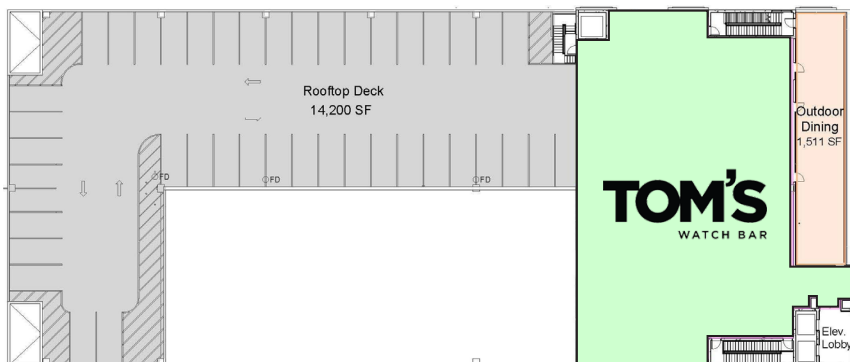 Rooftop Deck
14,200 SF
Outdoor
Dining
1,511 SF
FD
FD
FD
TOM'S
WATCH BAR
Elev.
Lobby